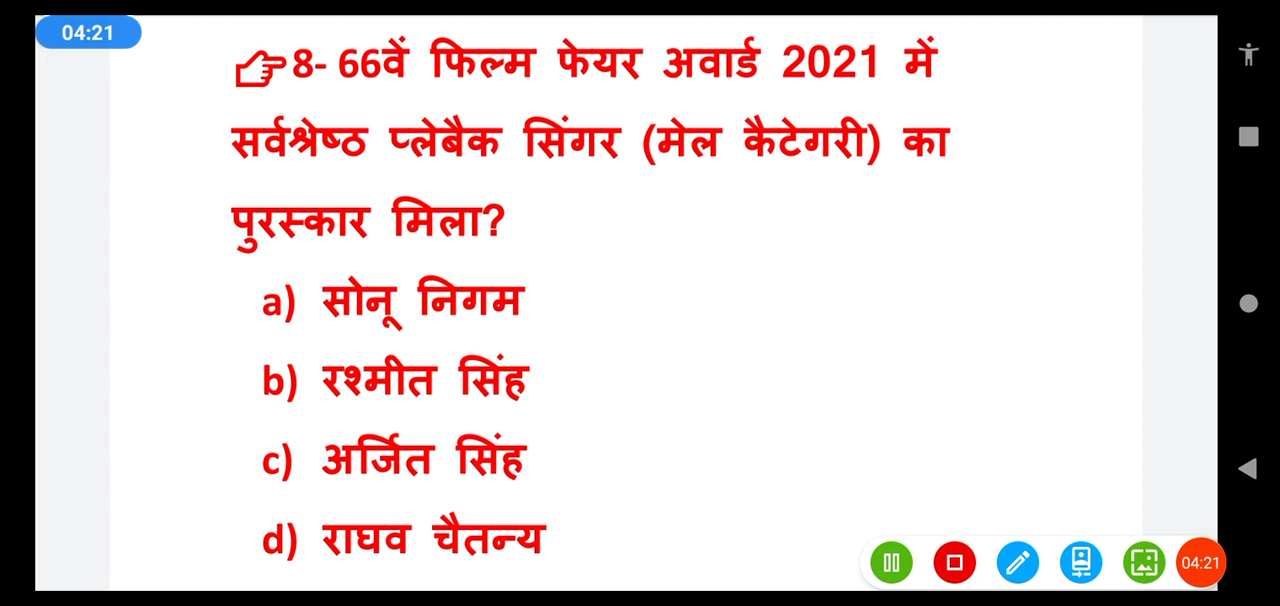 04:21
8- 66वें फिल्म फेयर अवार्ड 2021 में
सर्वश्रेष्ठ प्लेबैक सिंगर (मेल कैटेगरी) का
पुरस्कार मिला?
a) सोनू निगम
b) रश्मीत सिंह
c) अर्जित सिंह
d) राघव चैतन्य
04:21